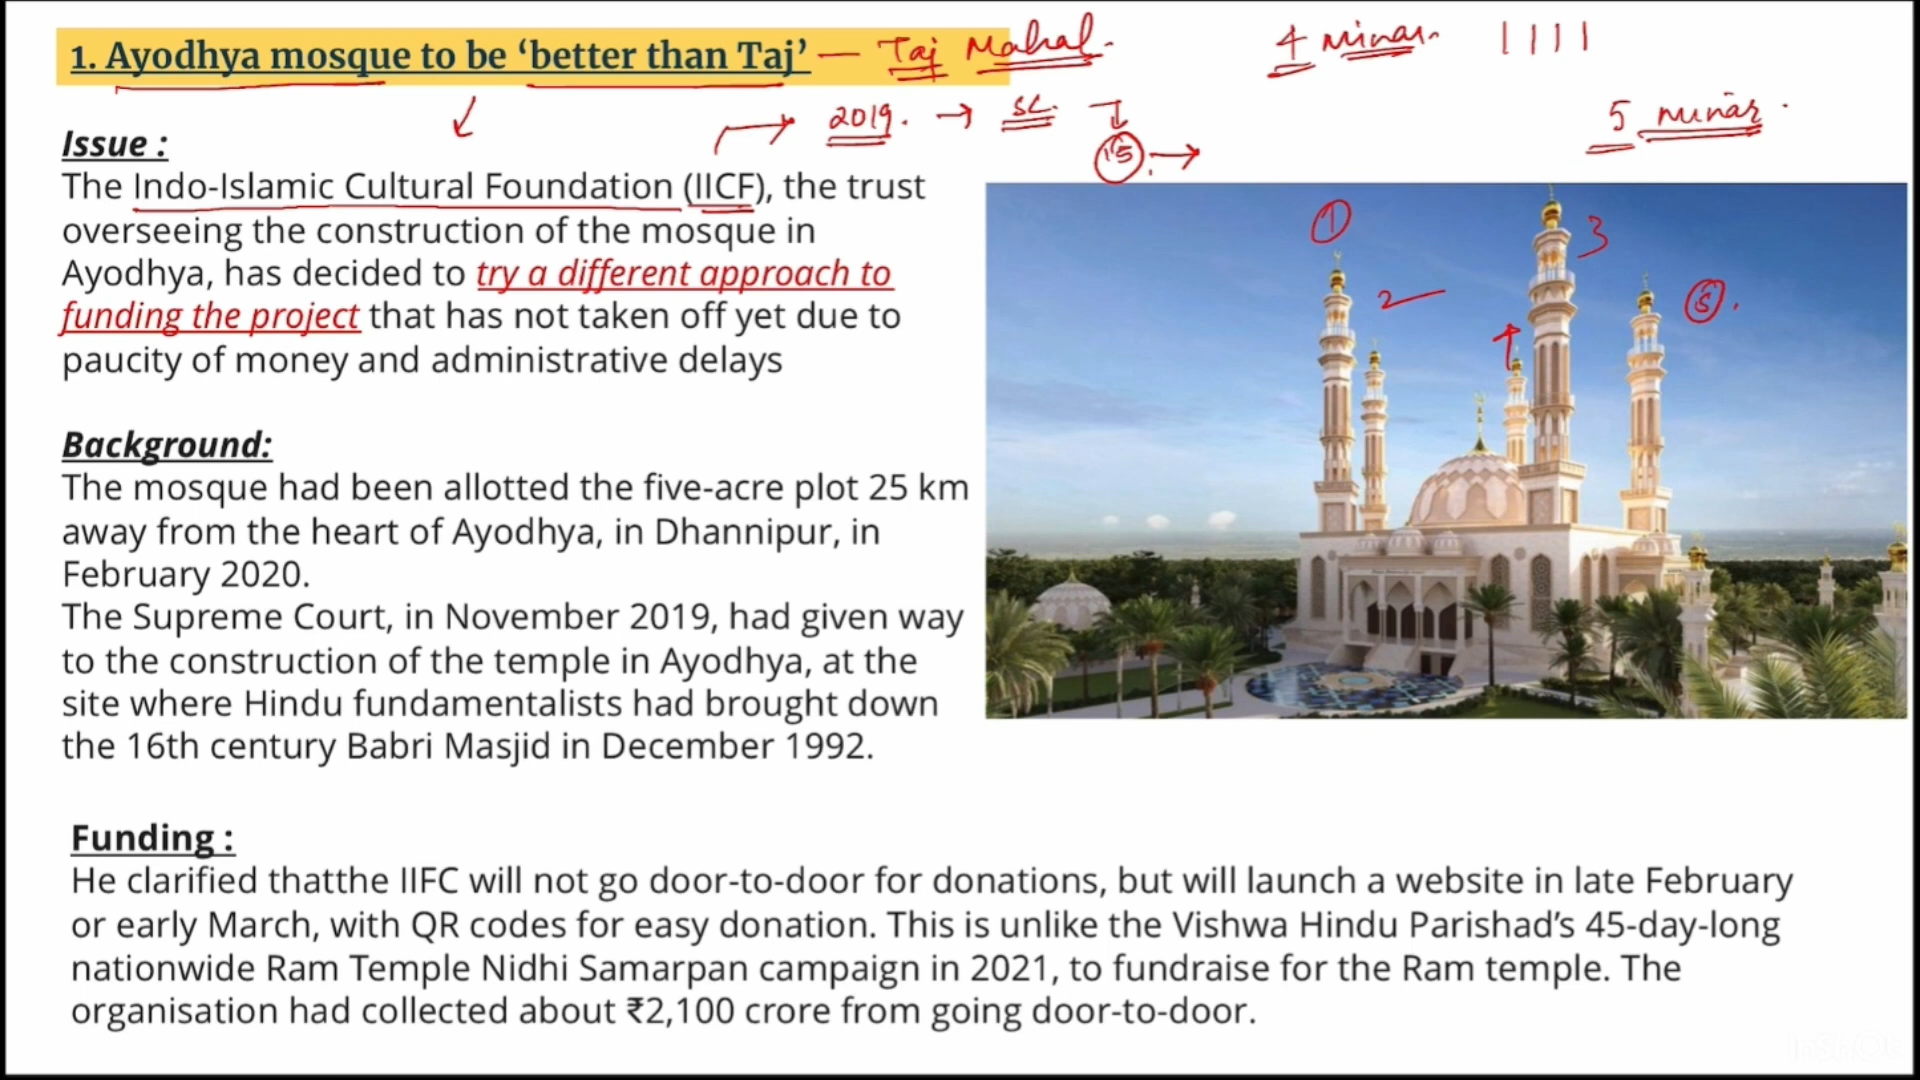 1. Ayodhya mosque to be ‘better than Taj’ — Taj Mahal.
4 Minar.
2019. → SC.
5 Minar.
15
Issue :
The Indo-Islamic Cultural Foundation (IICF), the trust
overseeing the construction of the mosque in
Ayodhya, has decided to try a different approach to
funding the project that has not taken off yet due to
paucity of money and administrative delays
1
2
3
5
Background:
The mosque had been allotted the five-acre plot 25 km
away from the heart of Ayodhya, in Dhannipur, in
February 2020.
The Supreme Court, in November 2019, had given way
to the construction of the temple in Ayodhya, at the
site where Hindu fundamentalists had brought down
the 16th century Babri Masjid in December 1992.
Funding :
He clarified thatthe IIFC will not go door-to-door for donations, but will launch a website in late February
or early March, with QR codes for easy donation. This is unlike the Vishwa Hindu Parishad’s 45-day-long
nationwide Ram Temple Nidhi Samarpan campaign in 2021, to fundraise for the Ram temple. The
organisation had collected about ₹2,100 crore from going door-to-door.